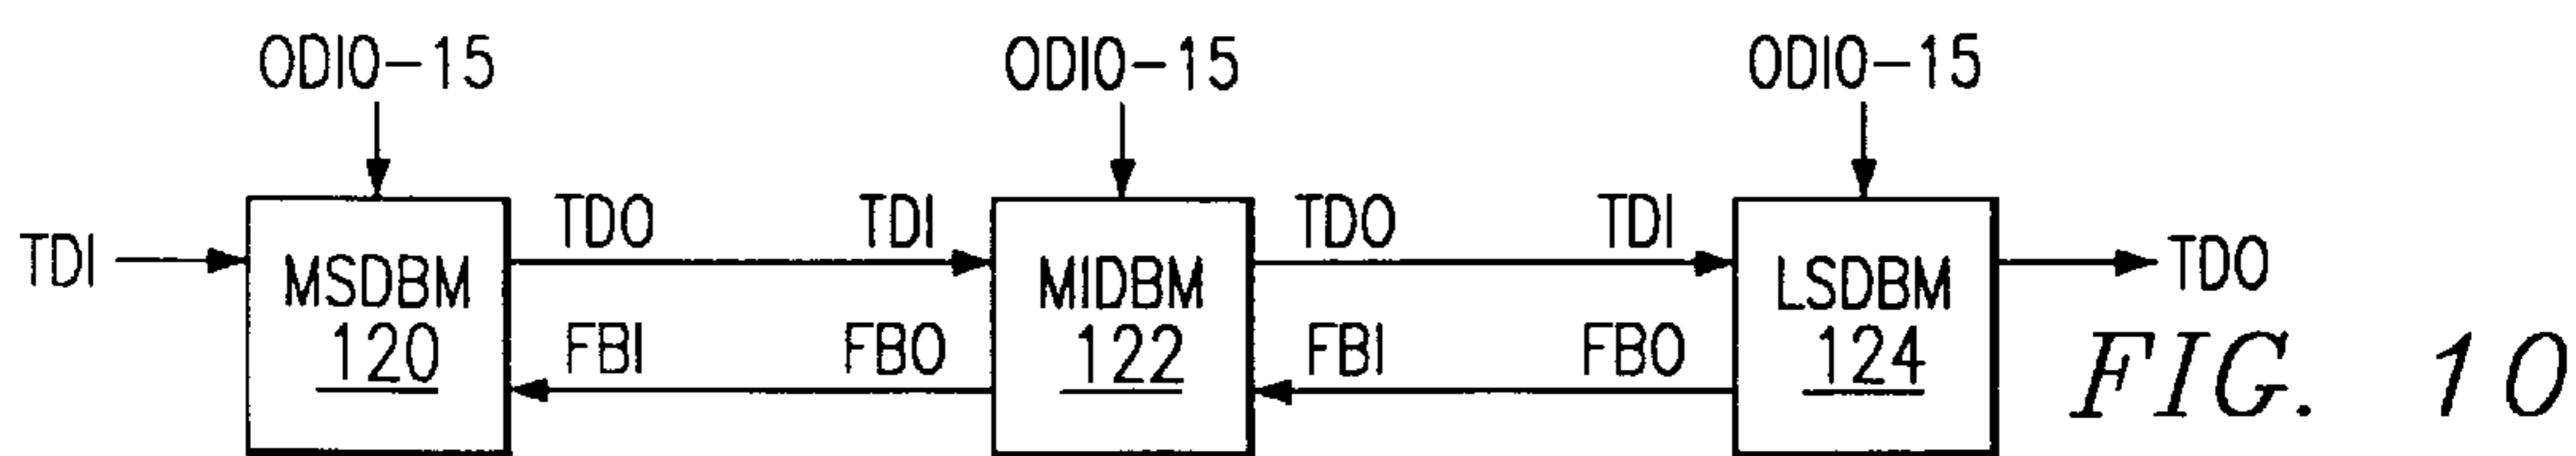 ODI0-15 ODI0-15 ODI0-15
TDI MSDBM 120 TDO TDI MIDBM 122 TDO TDI LSDBM 124 TDO
FBI FBO FBI FBO
FIG. 10